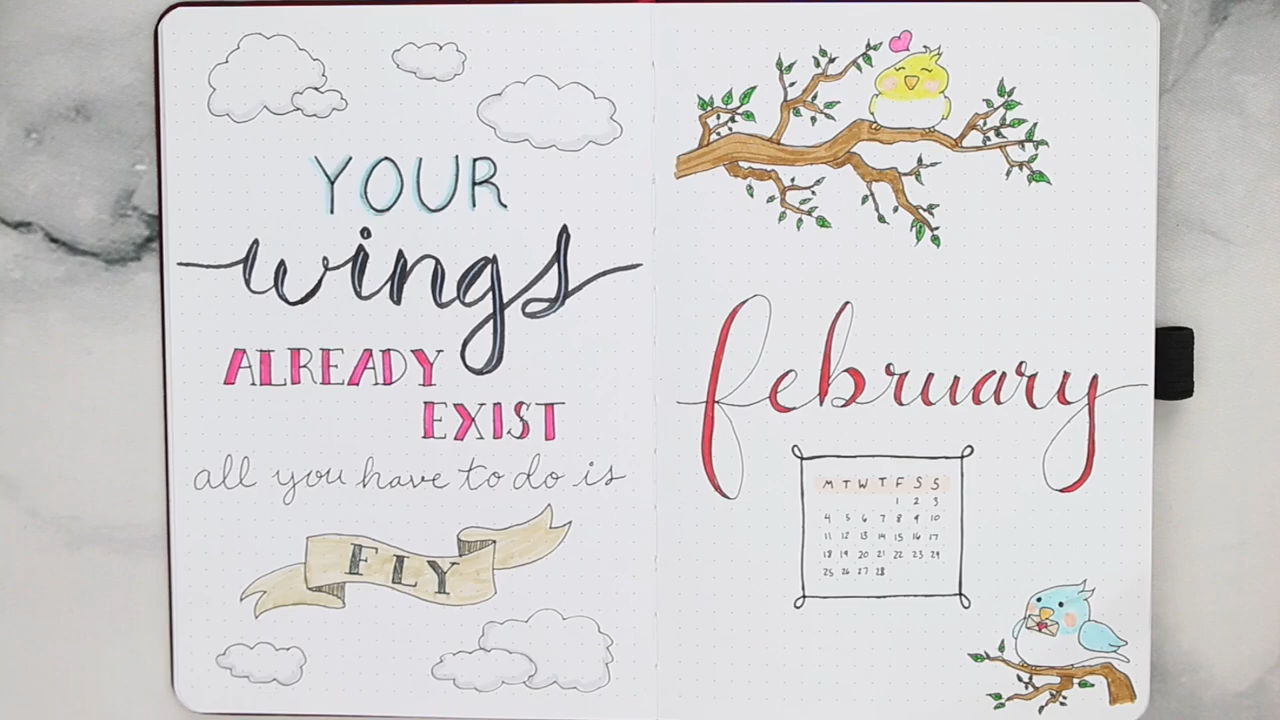 YOUR
wings
ALREADY
EXIST
all you have to do is
FLY
february
M T W T F S S
1 2 3
4 5 6 7 8 9 10
11 12 13 14 15 16 17
18 19 20 21 22 23 24
25 26 27 28